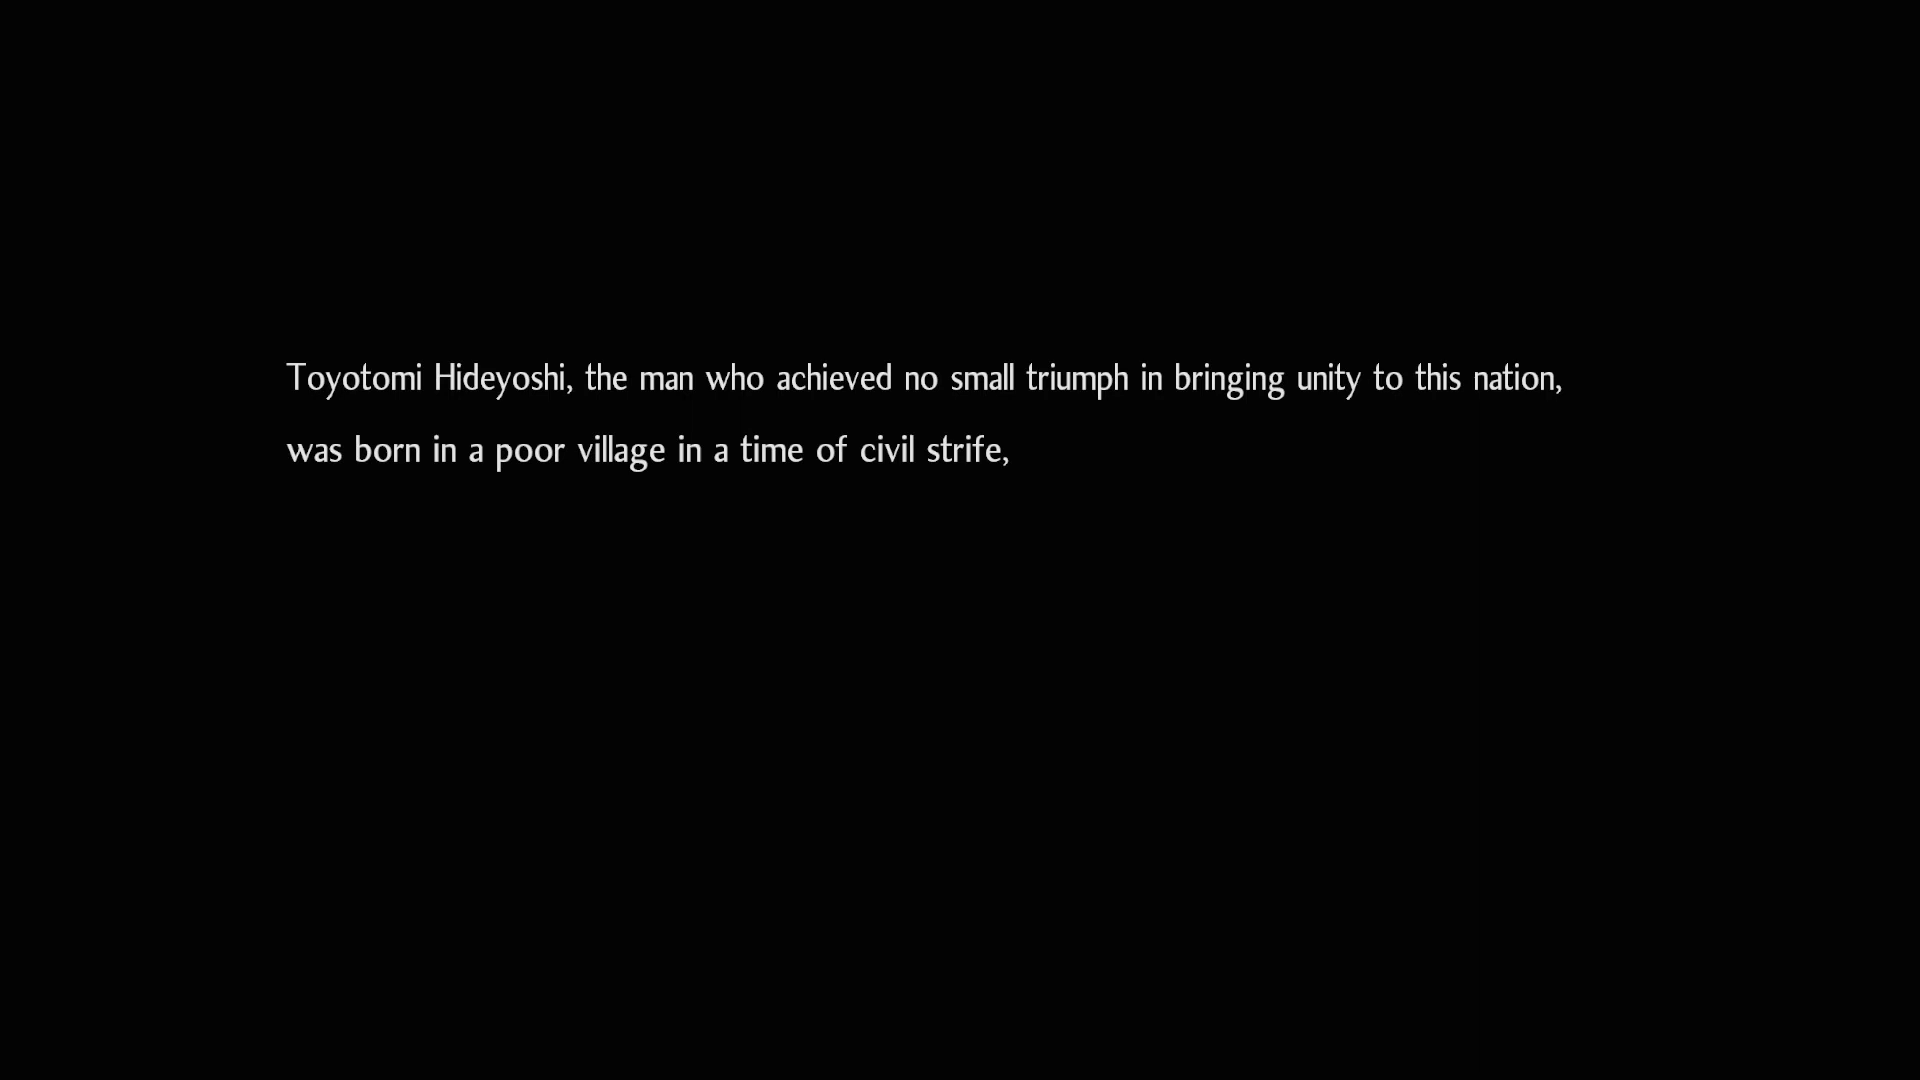 Toyotomi Hideyoshi, the man who achieved no small triumph in bringing unity to this nation,
was born in a poor village in a time of civil strife,